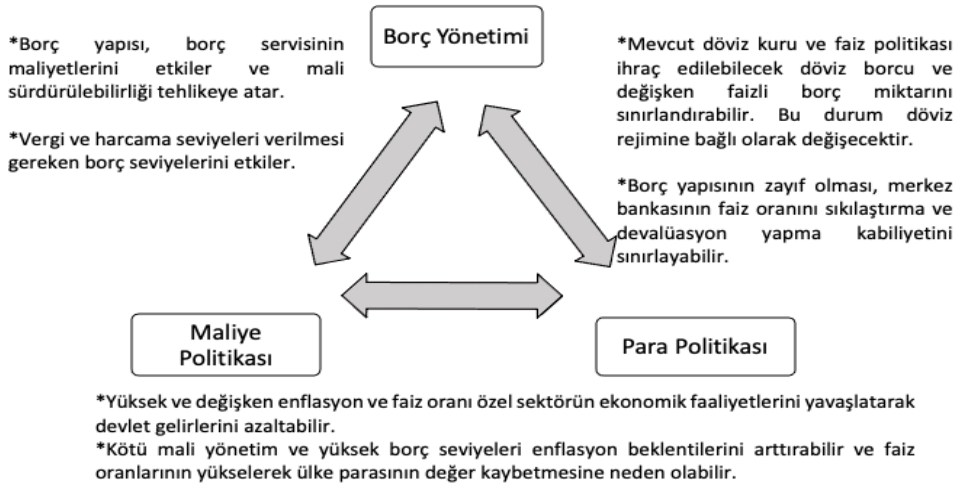 Borç Yönetimi
*Borç yapısı, borç servisinin
maliyetlerini etkiler ve mali
sürdürülebilirliği tehlikeye atar.
*Vergi ve harcama seviyeleri verilmesi
gereken borç seviyelerini etkiler.
*Mevcut döviz kuru ve faiz politikası
ihraç edilebilecek döviz borcu ve
değişken faizli borç miktarını
sınırlandırabilir. Bu durum döviz
rejimine bağlı olarak değişecektir.
*Borç yapısının zayıf olması, merkez
bankasının faiz oranını sıkılaştırma ve
devalüasyon yapma kabiliyetini
sınırlayabilir.
Maliye
Politikası
Para Politikası
*Yüksek ve değişken enflasyon ve faiz oranı özel sektörün ekonomik faaliyetlerini yavaşlatarak
devlet gelirlerini azaltabilir.
*Kötü mali yönetim ve yüksek borç seviyeleri enflasyon beklentilerini arttırabilir ve faiz
oranlarının yükselerek ülke parasının değer kaybetmesine neden olabilir.